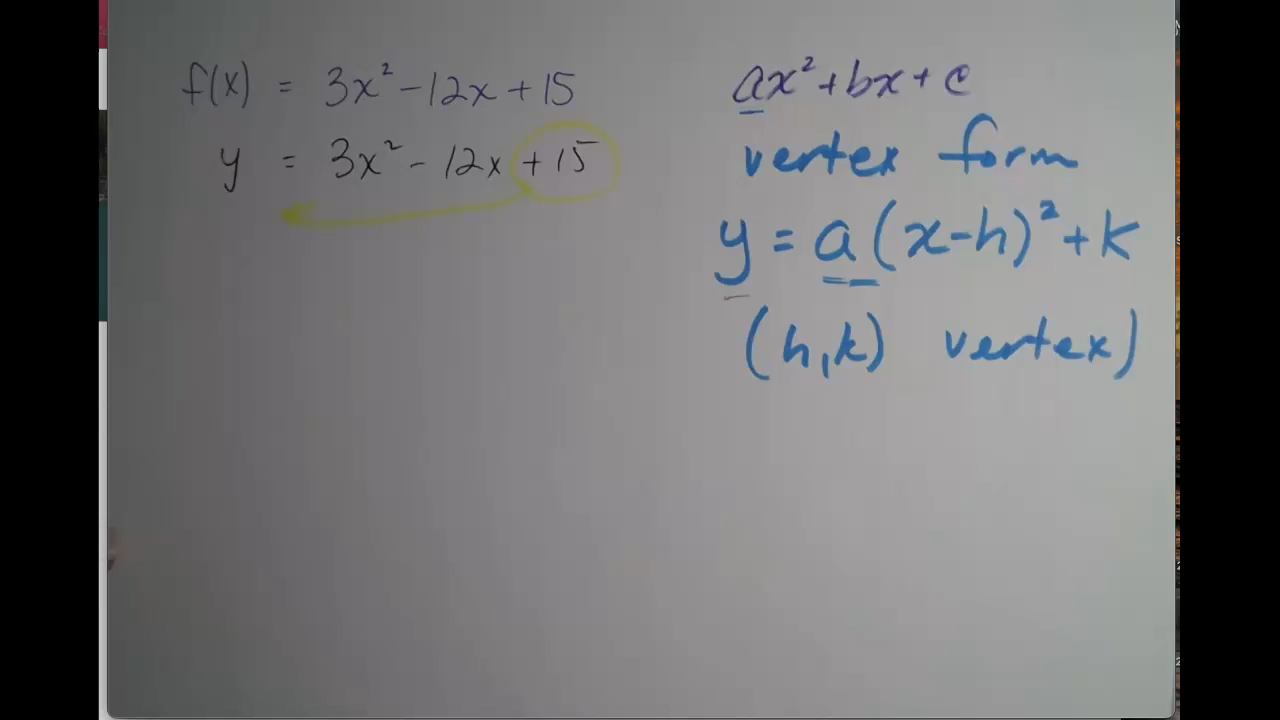 f(x) = 3x² - 12x + 15
y = 3x² - 12x + 15
ax² + bx + c
vertex form
y = a(x-h)² + k
(h,k) vertex)